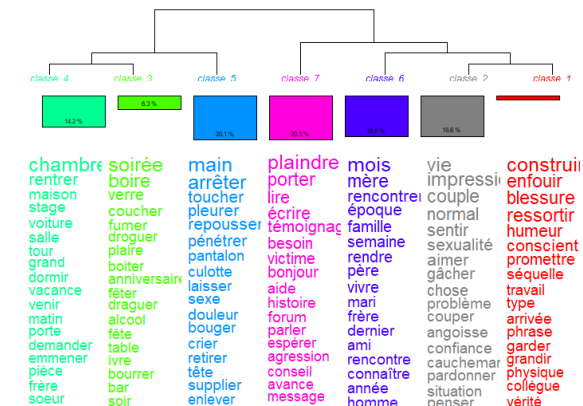 classe 4
classe 3
classe 5
classe 7
classe 6
classe 2
classe 1
14.2 %
6.3 %
20.1 %
20.3 %
chambre
rentrer
maison
stage
voiture
salle
tour
grand
dormir
vacance
venir
matin
porte
demander
emmener
pièce
frère
soeur
soirée
boire
verre
coucher
fumer
droguer
plaire
boiter
anniversaire
fêter
draguer
alcool
fête
table
ivre
bourrer
bar
soir
main
arrêter
toucher
pleurer
repousser
pénétrer
pantalon
culotte
laisser
sexe
douleur
bouger
crier
retirer
tête
supplier
enlever
plaindre
porter
lire
écrire
témoignag
besoin
victime
bonjour
aide
histoire
forum
parler
espérer
agression
conseil
avance
message
mois
mère
rencontrer
époque
famille
semaine
rendre
père
vivre
mari
frère
dernier
ami
rencontre
connaître
année
homme
vie
impressi
couple
normal
sentir
sexualité
aimer
gâcher
chose
problème
couper
angoisse
confiance
cauchemar
pardonner
situation
penser
construi
enfouir
blessure
ressortir
humeur
conscient
promettre
séquelle
travail
type
arrivée
phrase
garder
grandir
physique
collègue
vérité